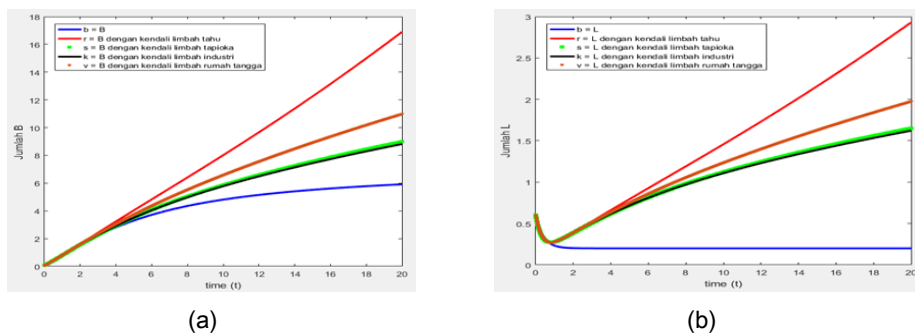 18
16
14
12
10
8
6
4
2
0
Jumlah B
b = B
r = B dengan kendali limbah tahu
s = B dengan kendali limbah tapioka
k = B dengan kendali limbah industri
v = B dengan kendali limbah rumah tangga
0 2 4 6 8 10 12 14 16 18 20
time (t)
(a)
3
2.5
2
1.5
1
0.5
0
Jumlah L
b = L
r = L dengan kendali limbah tahu
s = L dengan kendali limbah tapioka
k = L dengan kendali limbah industri
v = L dengan kendali limbah rumah tangga
0 2 4 6 8 10 12 14 16 18 20
time (t)
(b)